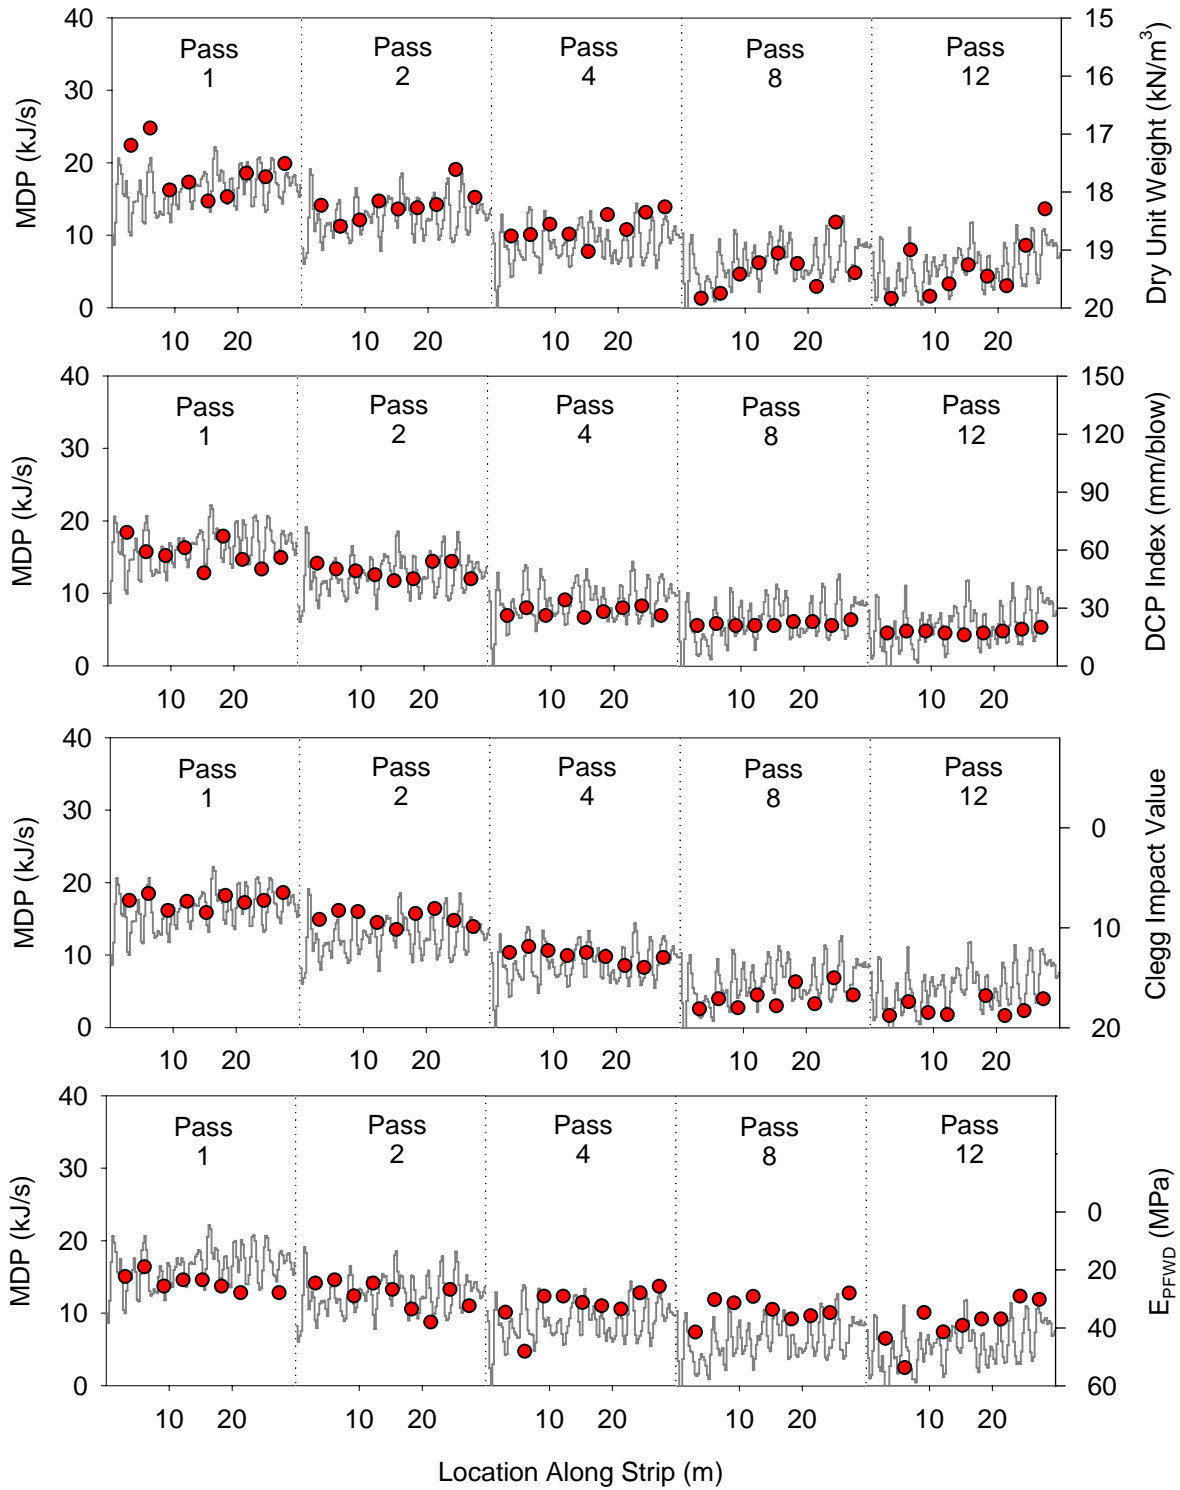 40
30
20
10
0
MDP (kJ/s)
Pass
1
Pass
2
Pass
4
Pass
8
Pass
12
15
16
17
18
19
20
Dry Unit Weight (kN/m³)
10 20 10 20 10 20 10 20 10 20
40
30
20
10
0
MDP (kJ/s)
Pass
1
Pass
2
Pass
4
Pass
8
Pass
12
150
120
90
60
30
0
DCP Index (mm/blow)
10 20 10 20 10 20 10 20 10 20
40
30
20
10
0
MDP (kJ/s)
Pass
1
Pass
2
Pass
4
Pass
8
Pass
12
0
10
20
Clegg Impact Value
10 20 10 20 10 20 10 20 10 20
40
30
20
10
0
MDP (kJ/s)
Pass
1
Pass
2
Pass
4
Pass
8
Pass
12
0
20
40
60
E_PFWD (MPa)
10 20 10 20 10 20 10 20 10 20
Location Along Strip (m)